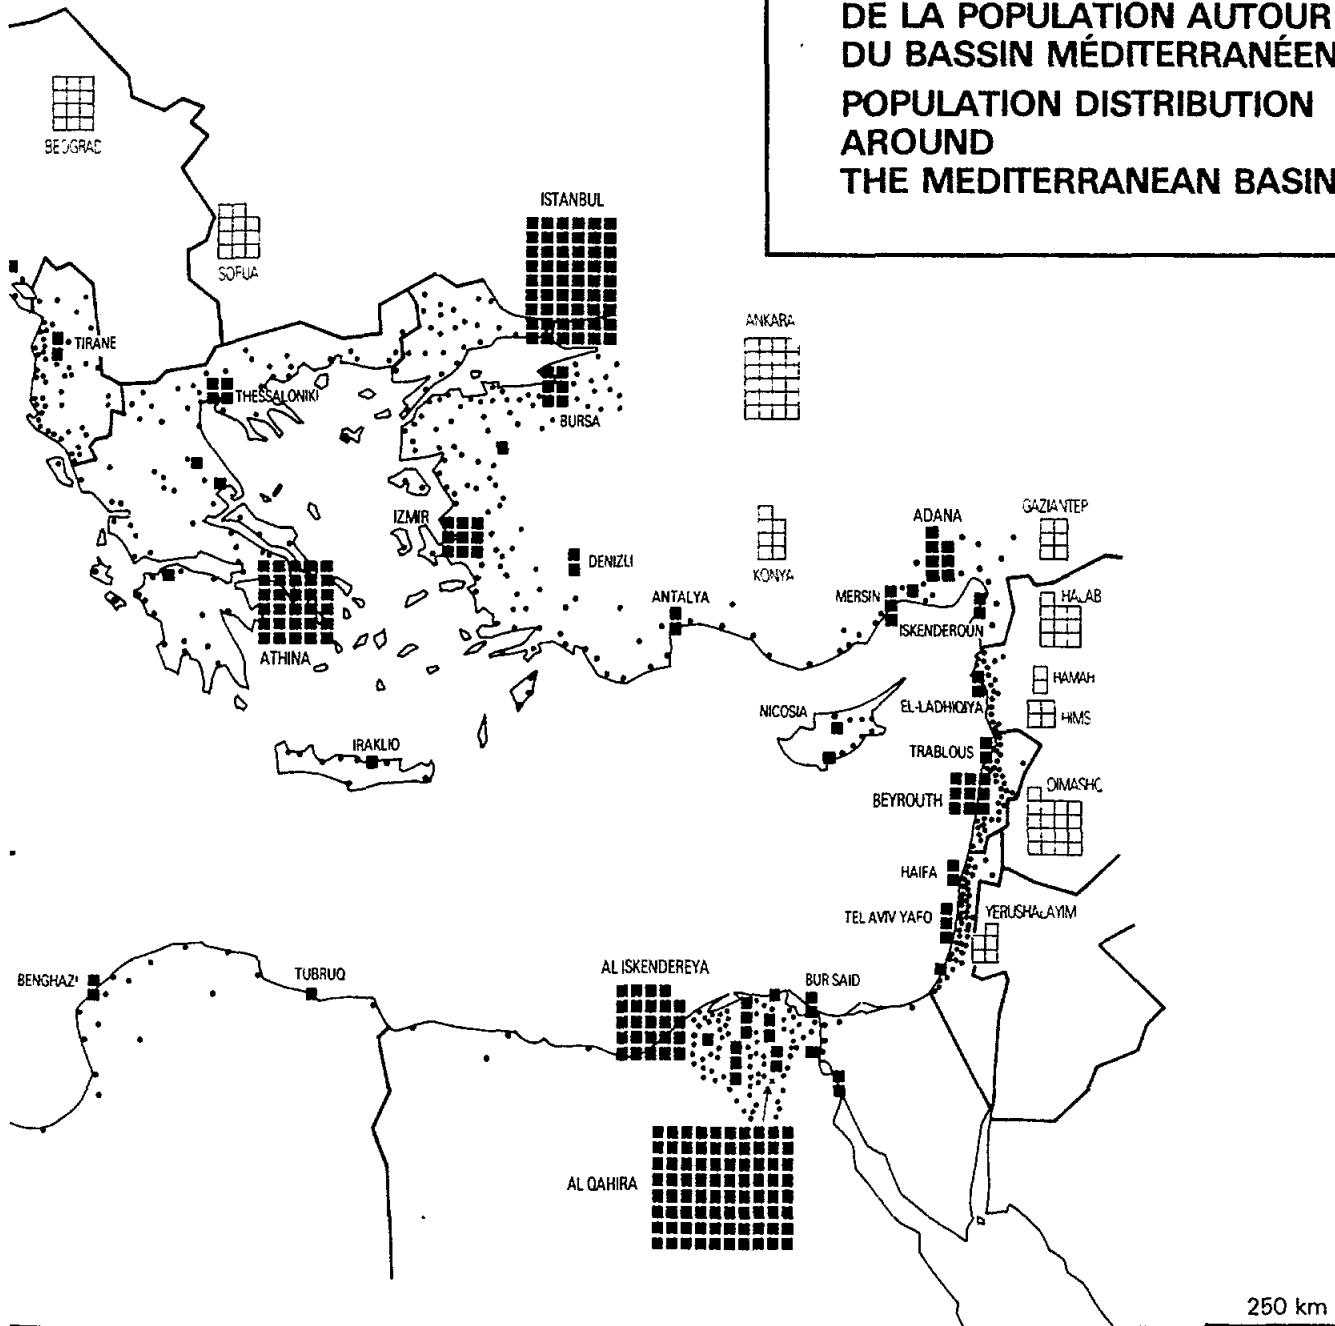 DE LA POPULATION AUTOUR
DU BASSIN MÉDITERRANÉEN
POPULATION DISTRIBUTION
AROUND
THE MEDITERRANEAN BASIN
BEOGRAD
ISTANBUL
SOFIJA
ANKARA
TIRANE
THESSALONIKI
BURSA
GAZIANTEP
IZMIR
ADANA
DENIZLI
KONYA
ANTALYA
MERSIN
HALAB
ISKENDEROUN
ATHINA
HAMAH
NICOSIA
EL-LADHIQIYA
HIMS
IRAKLIO
TRABLOUS
DIMASHQ
BEYROUTH
HAIFA
TEL AVIV YAFO
YERUSHALAYIM
BENGHAZI
TUBRUQ
AL ISKENDEREYA
BUR SAID
AL QAHIRA
250 km